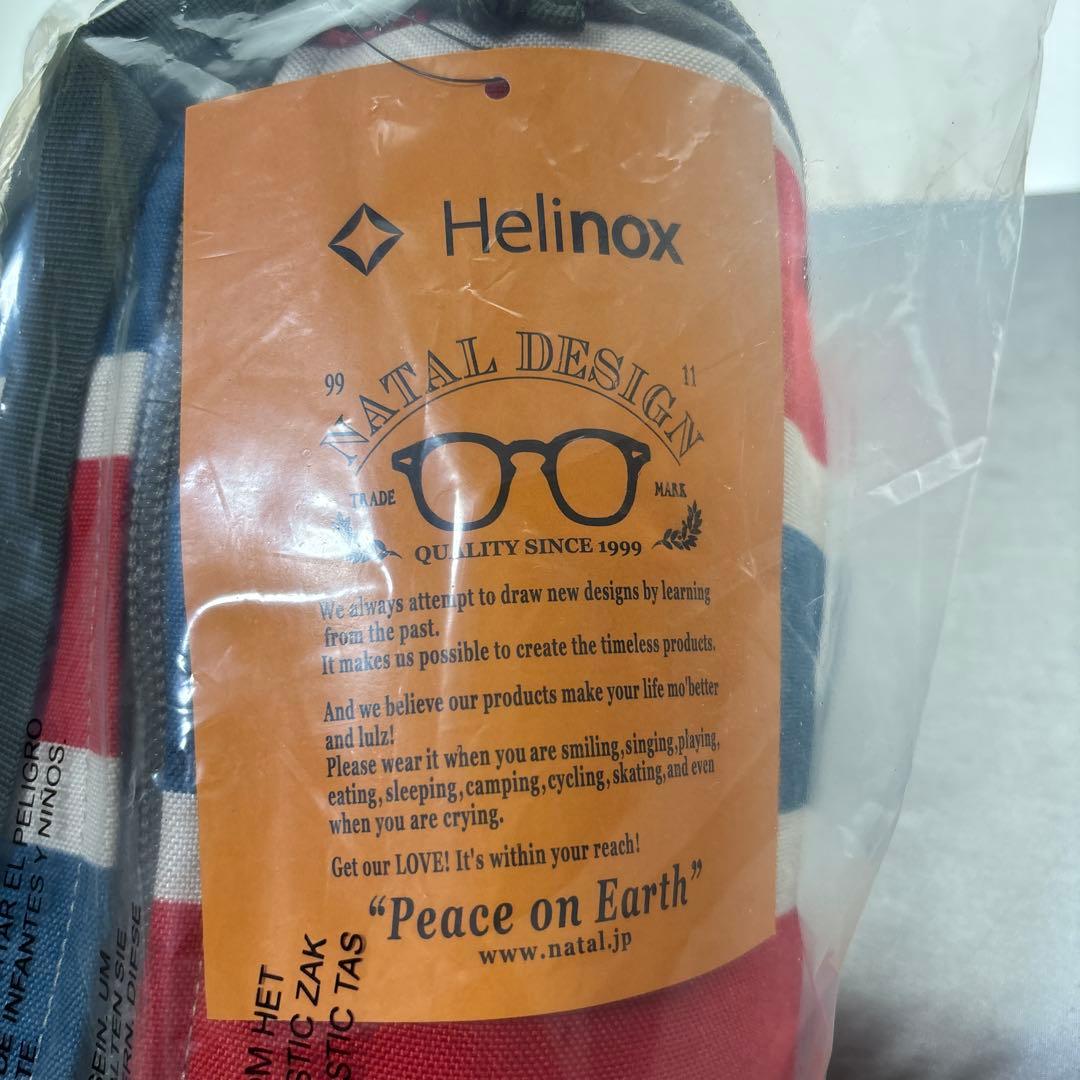 Helinox
99
NATAL DESIGN
11
TRADE
MARK
QUALITY SINCE 1999
We always attempt to draw new designs by learning
from the past.
It makes us possible to create the timeless products.
And we believe our products make your life mo'better
and lulz!
Please wear it when you are smiling,singing,playing,
eating,sleeping,camping,cycling,skating,and even
when you are crying.
Get our LOVE! It's within your reach!
“Peace on Earth”
www.natal.jp
EL PELIGRO
INFANTES Y NIÑOS.
UM
SIE
DIESE
HET
ZAK
TAS